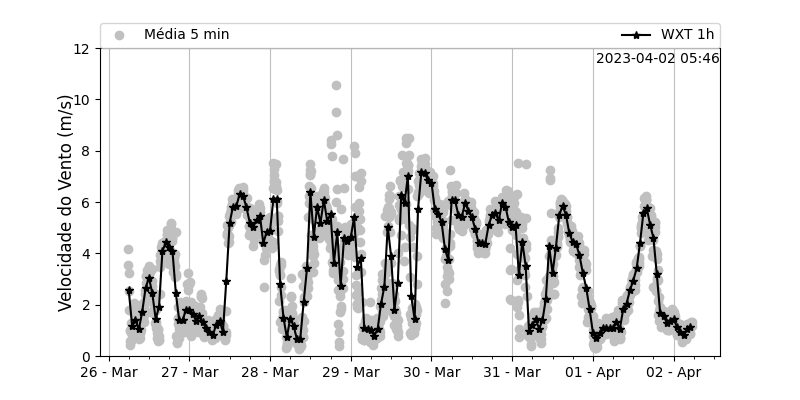 Média 5 min
WXT 1h
2023-04-02 05:46
Velocidade do Vento (m/s)
12
10
8
6
4
2
0
26 - Mar 27 - Mar 28 - Mar 29 - Mar 30 - Mar 31 - Mar 01 - Apr 02 - Apr